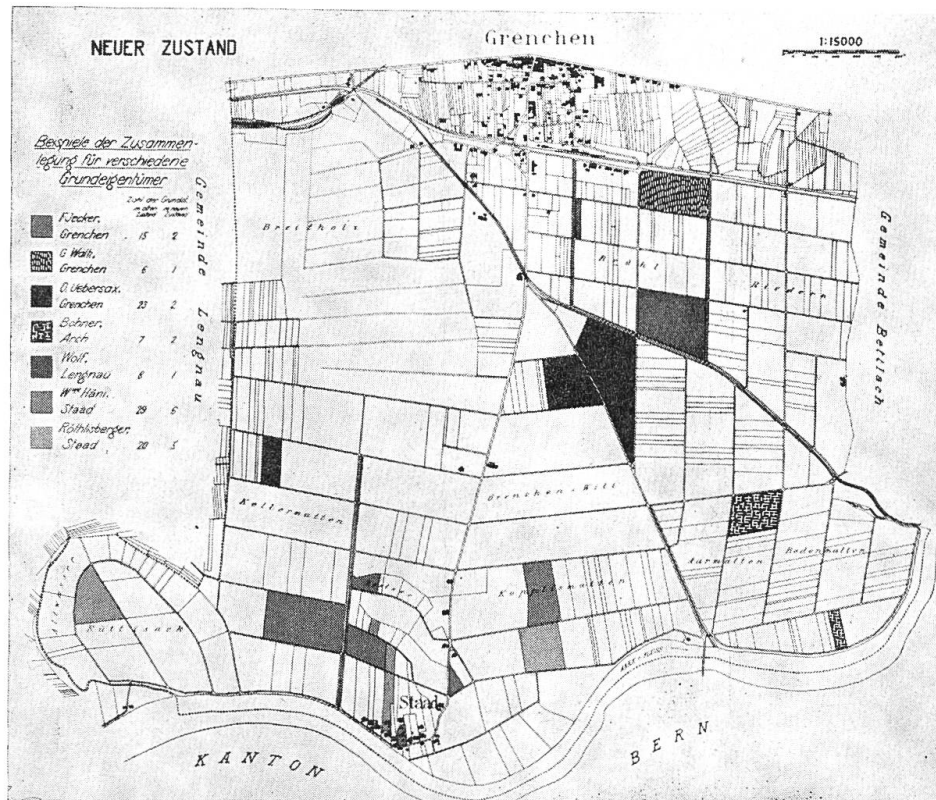 NEUER ZUSTAND
Grenchen
1:15000
Beispiele der Zusammen-
legung für verschiedene
Grundeigentümer
Zahl der Grundst.
im alten Zustand
im neuen Zustand
F. Jecker.
Grenchen 15 2
G. Walt.
Grenchen 6 1
O. Uebersax.
Grenchen 23 2
Bohner.
Arch 7 2
Wolf.
Lengnau 8 1
Wwe Häni.
Staad 29 6
Röthlisberger.
Staad 20 5
Gemeinde Lengnau
Gemeinde Bettlach
Breitholz
Riedern
Grenchen-Witi
Aarmatten
Bodenmatten
Rüttisack
Staad
KANTON
BERN